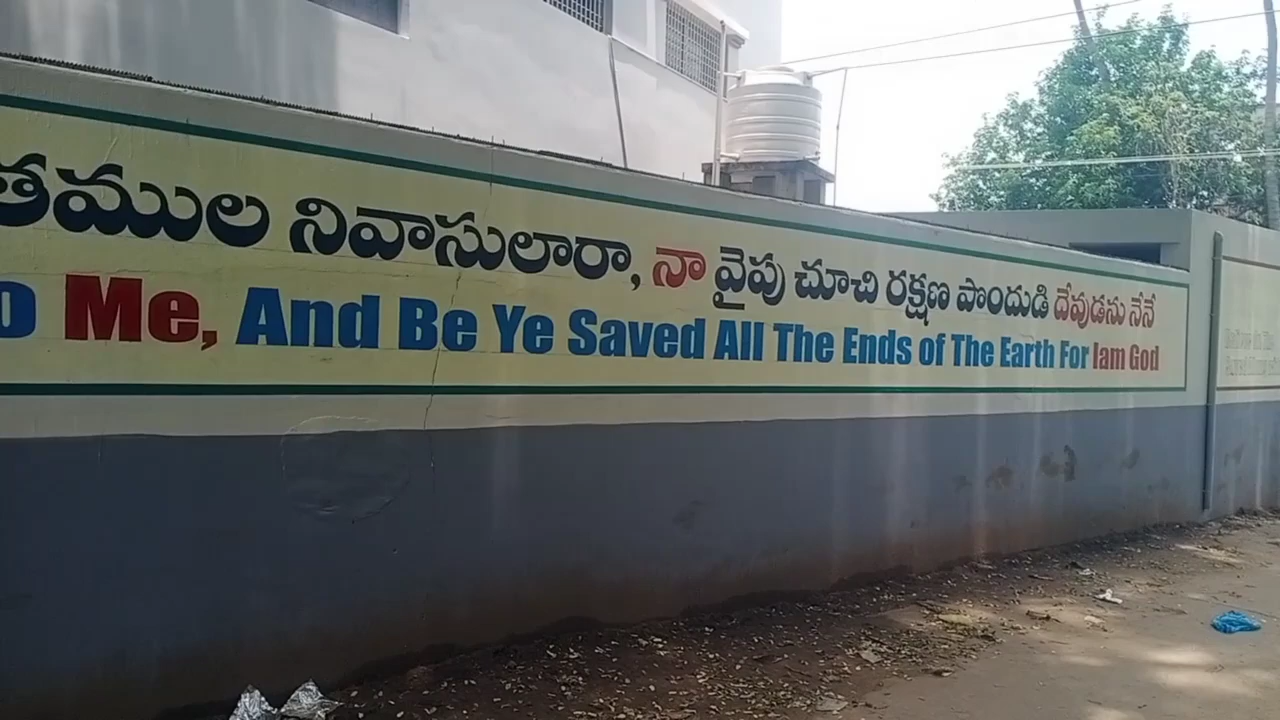 తముల నివాసులారా, నా వైపు చూచి రక్షణ పొందుడి దేవుడను నేనే
Me, And Be Ye Saved All The Ends of The Earth For Iam God